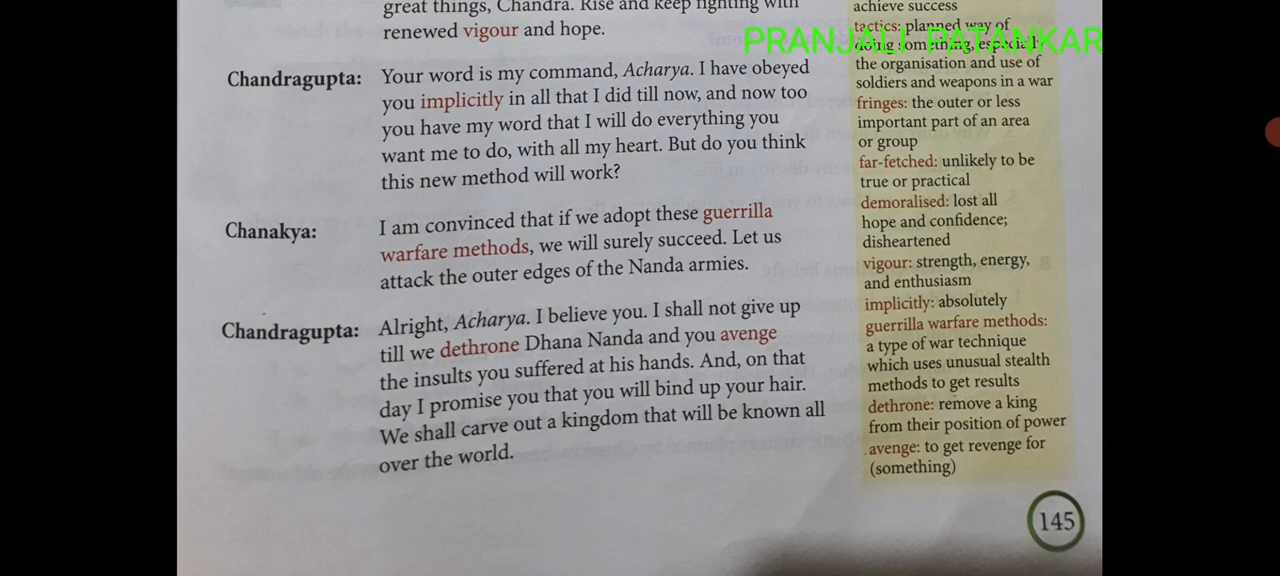 great things, Chandra. Rise and keep fighting with
renewed vigour and hope.
Chandragupta: Your word is my command, Acharya. I have obeyed
you implicitly in all that I did till now, and now too
you have my word that I will do everything you
want me to do, with all my heart. But do you think
this new method will work?
Chanakya: I am convinced that if we adopt these guerrilla
warfare methods, we will surely succeed. Let us
attack the outer edges of the Nanda armies.
Chandragupta: Alright, Acharya. I believe you. I shall not give up
till we dethrone Dhana Nanda and you avenge
the insults you suffered at his hands. And, on that
day I promise you that you will bind up your hair.
We shall carve out a kingdom that will be known all
over the world.
achieve success
tactics: planned way of
doing something, especially
the organisation and use of
soldiers and weapons in a war
fringes: the outer or less
important part of an area
or group
far-fetched: unlikely to be
true or practical
demoralised: lost all
hope and confidence;
disheartened
vigour: strength, energy,
and enthusiasm
implicitly: absolutely
guerrilla warfare methods:
a type of war technique
which uses unusual stealth
methods to get results
dethrone: remove a king
from their position of power
avenge: to get revenge for
(something)
PRANJALI PATANKAR
145